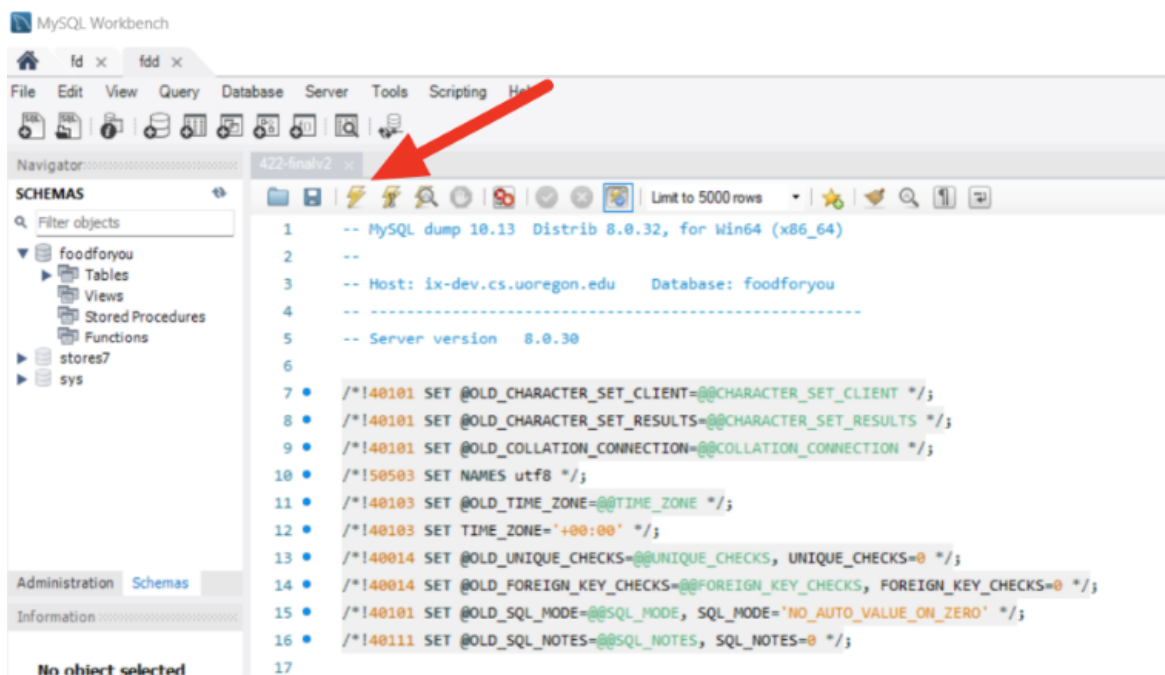 MySQL Workbench
fd × fdd ×
File Edit View Query Database Server Tools Scripting
Navigator
422-finalv2 ×
SCHEMAS
Limit to 5000 rows
Filter objects
foodforyou
Tables
Views
Stored Procedures
Functions
stores7
sys
1 -- MySQL dump 10.13 Distrib 8.0.32, for Win64 (x86_64)
2 --
3 -- Host: ix-dev.cs.uoregon.edu Database: foodforyou
4 -- ------------------------------------------------------
5 -- Server version 8.0.30
6
7 /*!40101 SET @OLD_CHARACTER_SET_CLIENT=@@CHARACTER_SET_CLIENT */;
8 /*!40101 SET @OLD_CHARACTER_SET_RESULTS=@@CHARACTER_SET_RESULTS */;
9 /*!40101 SET @OLD_COLLATION_CONNECTION=@@COLLATION_CONNECTION */;
10 /*!50503 SET NAMES utf8 */;
11 /*!40103 SET @OLD_TIME_ZONE=@@TIME_ZONE */;
12 /*!40103 SET TIME_ZONE='+00:00' */;
13 /*!40014 SET @OLD_UNIQUE_CHECKS=@@UNIQUE_CHECKS, UNIQUE_CHECKS=0 */;
14 /*!40014 SET @OLD_FOREIGN_KEY_CHECKS=@@FOREIGN_KEY_CHECKS, FOREIGN_KEY_CHECKS=0 */;
15 /*!40101 SET @OLD_SQL_MODE=@@SQL_MODE, SQL_MODE='NO_AUTO_VALUE_ON_ZERO' */;
16 /*!40111 SET @OLD_SQL_NOTES=@@SQL_NOTES, SQL_NOTES=0 */;
17
Administration Schemas
Information
No object selected